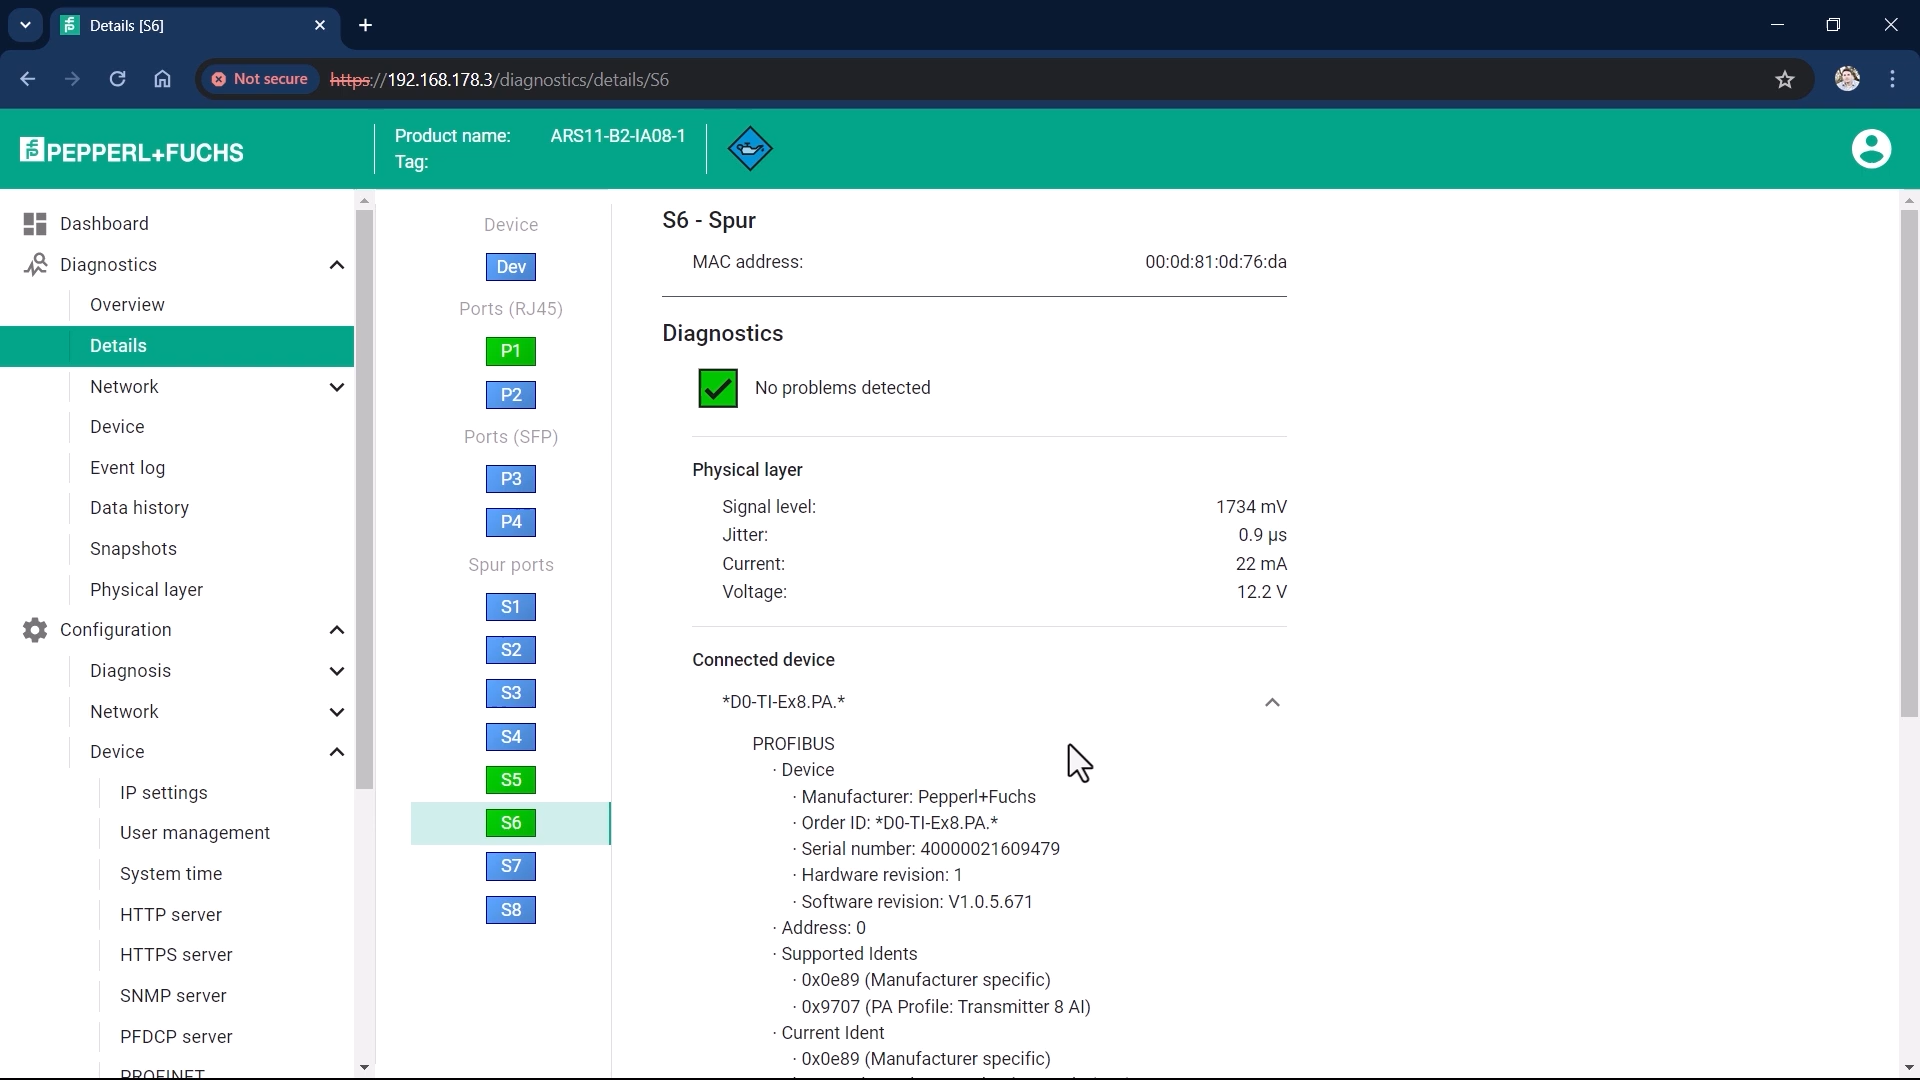 Details [S6]
Not secure
https://192.168.178.3/diagnostics/details/S6
PEPPERL+FUCHS
Product name: ARS11-B2-IA08-1
Tag:
Dashboard
Diagnostics
Overview
Details
Network
Device
Event log
Data history
Snapshots
Physical layer
Configuration
Diagnosis
Network
Device
IP settings
User management
System time
HTTP server
HTTPS server
SNMP server
PFDCP server
PROFINET
Device
Dev
Ports (RJ45)
P1
P2
Ports (SFP)
P3
P4
Spur ports
S1
S2
S3
S4
S5
S6
S7
S8
S6 - Spur
MAC address: 00:0d:81:0d:76:da
Diagnostics
No problems detected
Physical layer
Signal level: 1734 mV
Jitter: 0.9 µs
Current: 22 mA
Voltage: 12.2 V
Connected device
*D0-TI-Ex8.PA.*
PROFIBUS
· Device
· Manufacturer: Pepperl+Fuchs
· Order ID: *D0-TI-Ex8.PA.*
· Serial number: 40000021609479
· Hardware revision: 1
· Software revision: V1.0.5.671
· Address: 0
· Supported Idents
· 0x0e89 (Manufacturer specific)
· 0x9707 (PA Profile: Transmitter 8 AI)
· Current Ident
· 0x0e89 (Manufacturer specific)